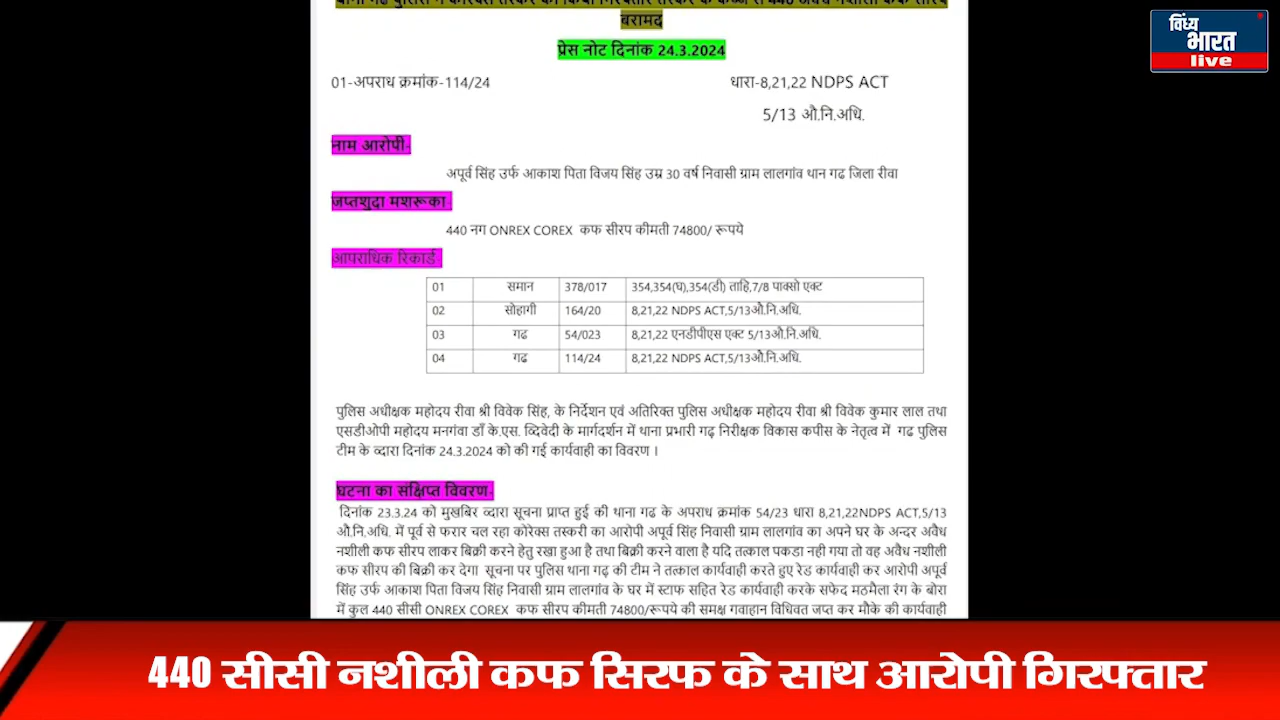 बरामद
प्रेस नोट दिनांक 24.3.2024
विंध्य
भारत
live
01-अपराध क्रमांक-114/24 धारा-8,21,22 NDPS ACT
5/13 औ.नि.अधि.
नाम आरोपी-
अपूर्व सिंह उर्फ आकाश पिता विजय सिंह उम्र 30 वर्ष निवासी ग्राम लालगांव थान गढ जिला रीवा
जप्तशुदा मशरूका-
440 नग ONREX COREX कफ सीरप कीमती 74800/ रूपये
आपराधिक रिकार्ड-
01 समान 378/017 354,354(घ),354(डी) ताहि,7/8 पाक्सो एक्ट
02 सोहागी 164/20 8,21,22 NDPS ACT,5/13औ.नि.अधि.
03 गढ 54/023 8,21,22 एनडीपीएस एक्ट 5/13औ.नि.अधि.
04 गढ 114/24 8,21,22 NDPS ACT,5/13औ.नि.अधि.
पुलिस अधीक्षक महोदय रीवा श्री विवेक सिंह, के निर्देशन एवं अतिरिक्त पुलिस अधीक्षक महोदय रीवा श्री विवेक कुमार लाल तथा
एसडीओपी महोदय मनगंवा डॉं के.एस. व्दिवेदी के मार्गदर्शन में थाना प्रभारी गढ़ निरीक्षक विकास कपीस के नेतृत्व में गढ पुलिस
टीम के व्दारा दिनांक 24.3.2024 को की गई कार्यवाही का विवरण ।
घटना का संक्षिप्त विवरण-
दिनांक 23.3.24 को मुखबिर व्दारा सूचना प्राप्त हुई की थाना गढ के अपराध क्रमांक 54/23 धारा 8,21,22NDPS ACT,5/13
औ.नि.अधि. में पूर्व से फरार चल रहा कोरेक्स तस्करी का आरोपी अपूर्व सिंह निवासी ग्राम लालगांव का अपने घर के अन्दर अवैध
नशीली कफ सीरप लाकर बिक्री करने हेतु रखा हुआ है तथा बिक्री करने वाला है यदि तत्काल पकडा नही गया तो वह अवैध नशीली
कफ सीरप की बिक्री कर देगा सूचना पर पुलिस थाना गढ़ की टीम ने तत्काल कार्यवाही करते हुए रेड कार्यवाही कर आरोपी अपूर्व
सिंह उर्फ आकाश पिता विजय सिंह निवासी ग्राम लालगांव के घर में स्टाफ सहित रेड कार्यवाही करके सफेद मठमैला रंग के बोरा
में कुल 440 सीसी ONREX COREX कफ सीरप कीमती 74800/रूपये की समक्ष गवाहान विधिवत जप्त कर मौके की कार्यवाही
440 सीसी नशीली कफ सिरफ के साथ आरोपी गिरफ्तार